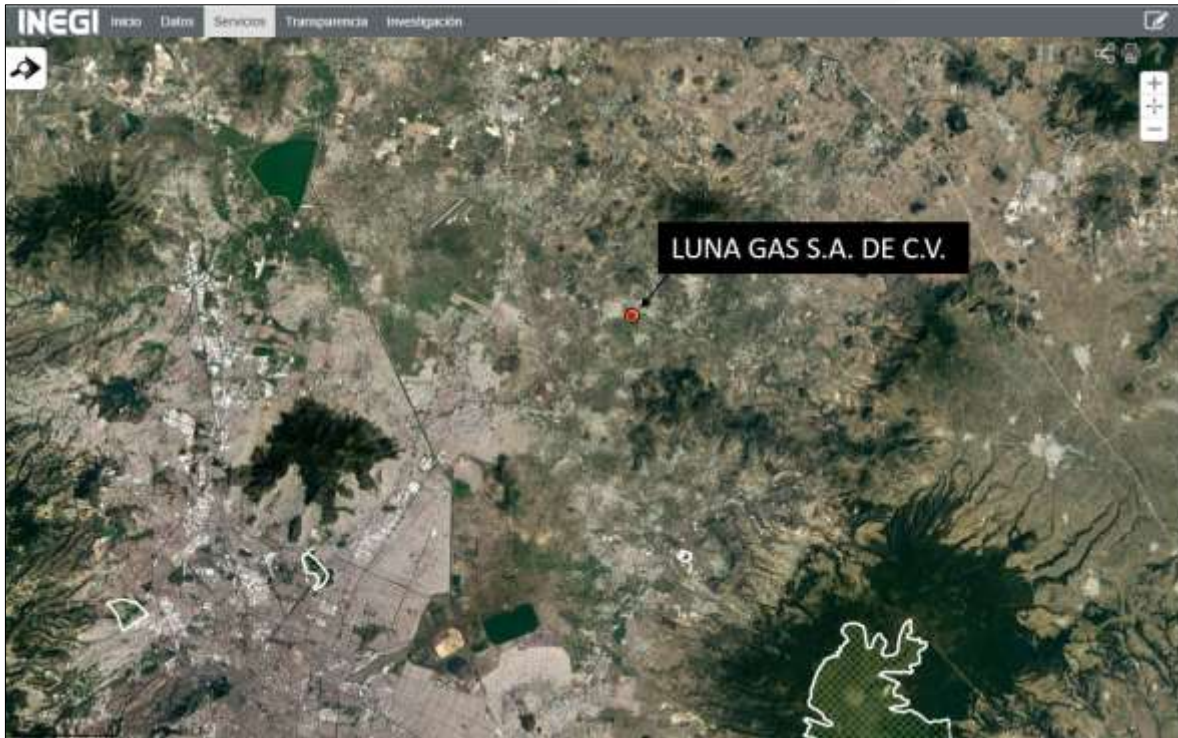 INEGI Inicio Datos Servicios Transparencia Investigación
LUNA GAS S.A. DE C.V.